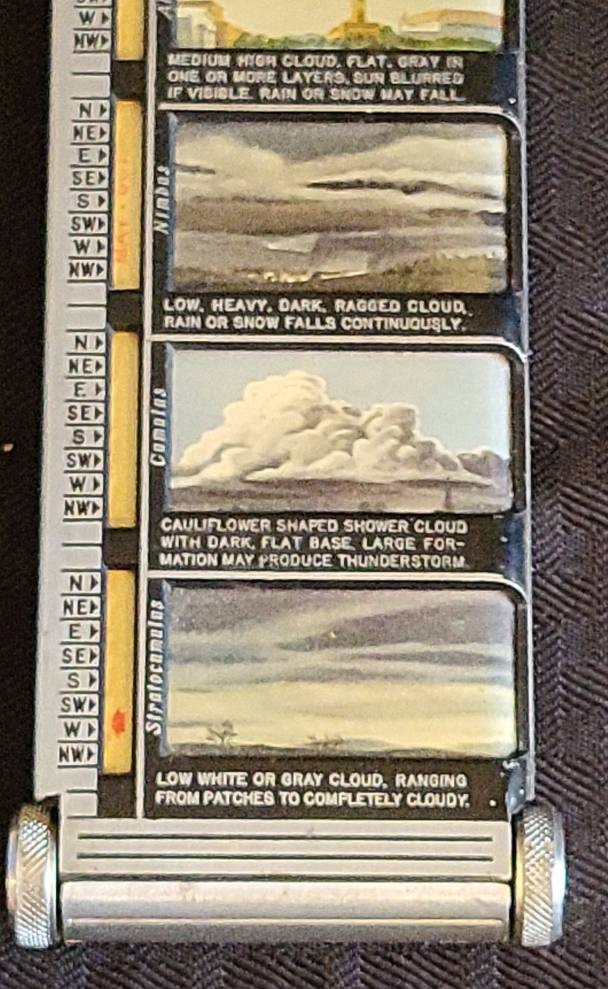 SW
W
NW
MEDIUM HIGH CLOUD, FLAT, GRAY IN
ONE OR MORE LAYERS, SUN BLURRED
IF VISIBLE. RAIN OR SNOW MAY FALL.
N
NE
E
SE
S
SW
W
NW
Nimbus
LOW, HEAVY, DARK, RAGGED CLOUD,
RAIN OR SNOW FALLS CONTINUOUSLY.
N
NE
E
SE
S
SW
W
NW
Cumulus
CAULIFLOWER SHAPED SHOWER CLOUD
WITH DARK, FLAT BASE. LARGE FOR-
MATION MAY PRODUCE THUNDERSTORM.
N
NE
E
SE
S
SW
W
NW
Stratocumulus
LOW WHITE OR GRAY CLOUD, RANGING
FROM PATCHES TO COMPLETELY CLOUDY.